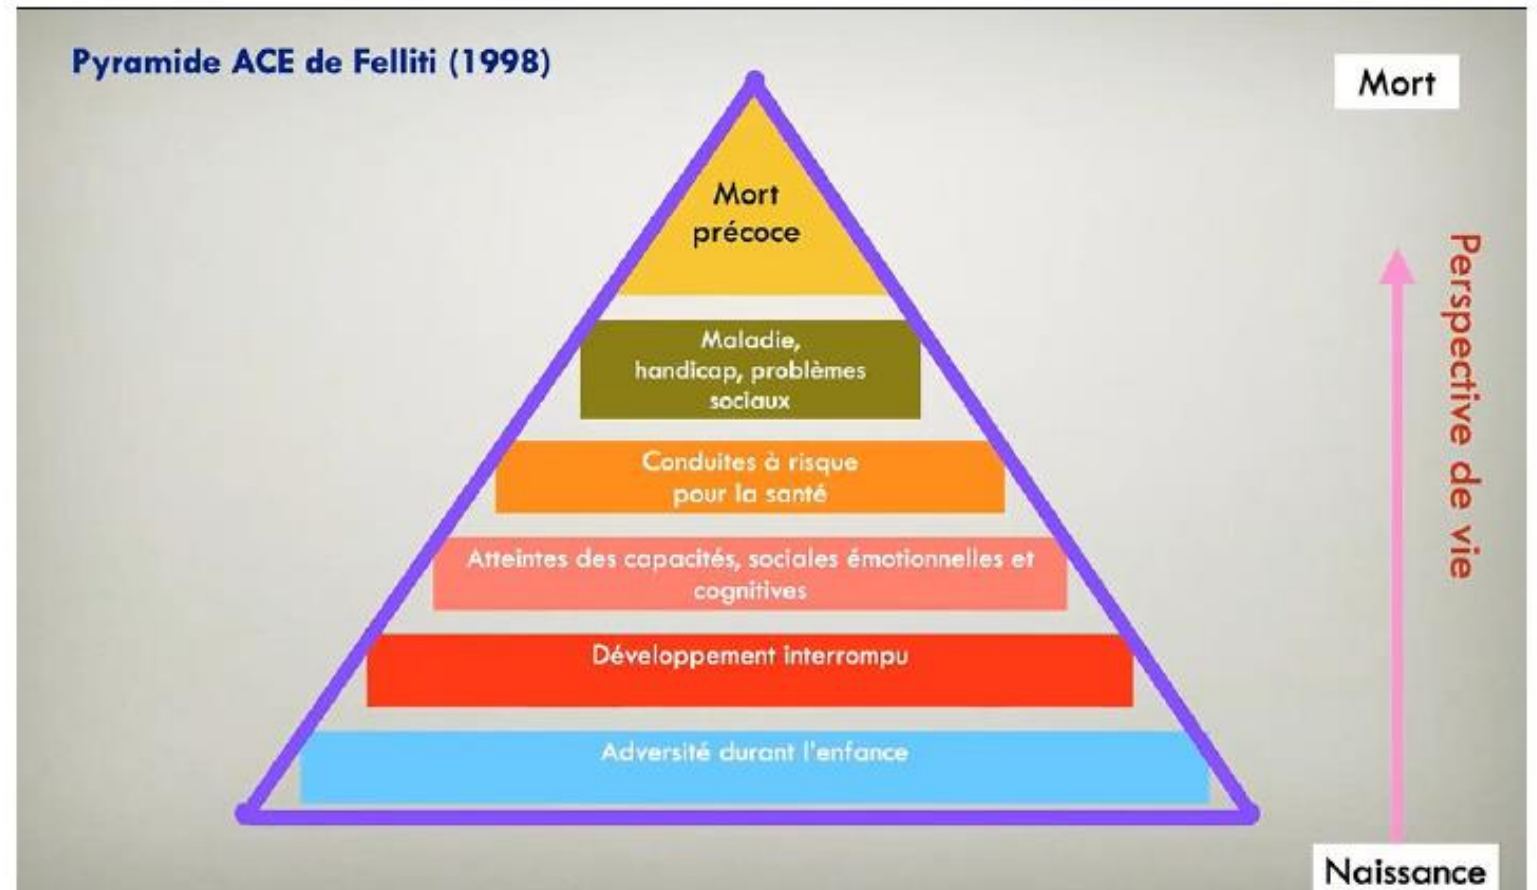 Pyramide ACE de Felliti (1998)
Mort
Mort
précoce
Maladie,
handicap, problèmes
sociaux
Conduites à risque
pour la santé
Atteintes des capacités, sociales émotionnelles et
cognitives
Développement interrompu
Adversité durant l'enfance
Perspective de vie
Naissance